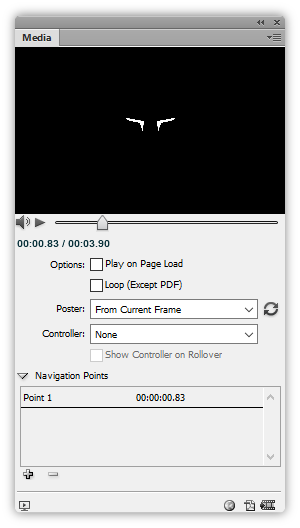 Media
00:00.83 / 00:03.90
Options: Play on Page Load
Loop (Except PDF)
Poster: From Current Frame
Controller: None
Show Controller on Rollover
Navigation Points
Point 1 00:00:00.83